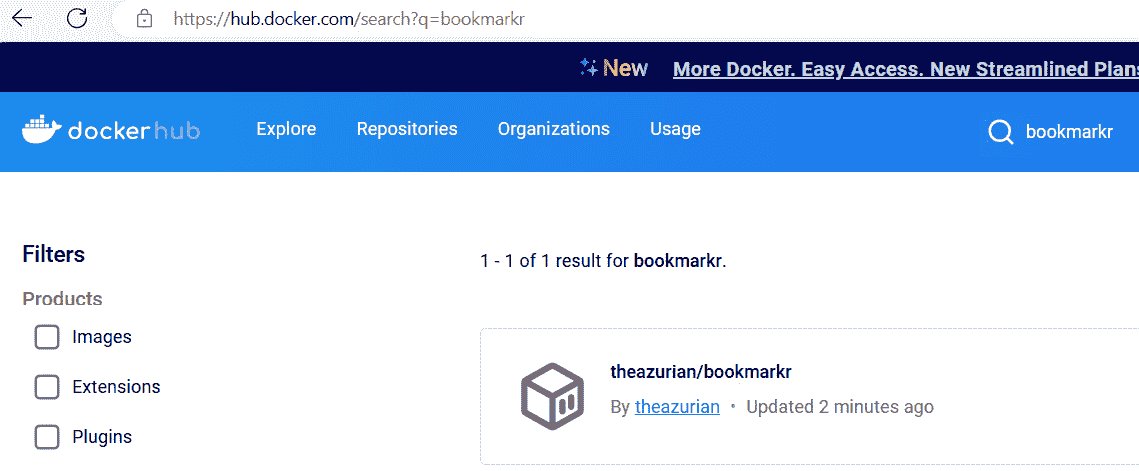 https://hub.docker.com/search?q=bookmarkr
New More Docker. Easy Access. New Streamlined Plans
dockerhub Explore Repositories Organizations Usage bookmarkr
Filters
1 - 1 of 1 result for bookmarkr.
Products
Images
Extensions
Plugins
theazurian/bookmarkr
By theazurian • Updated 2 minutes ago